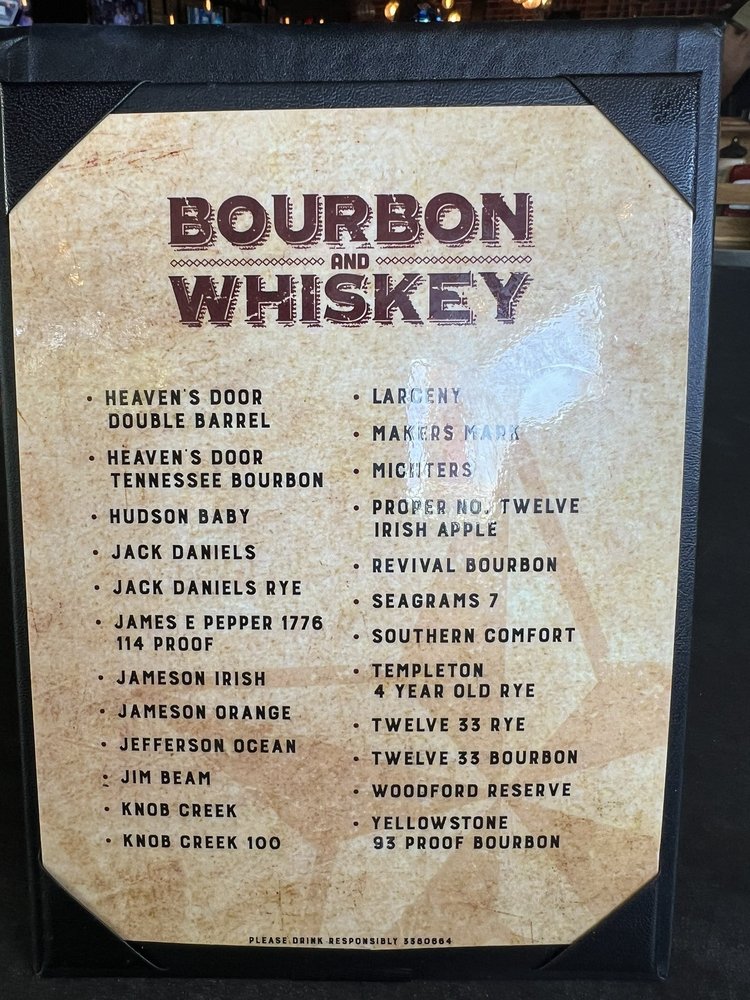 BOURBON
AND
WHISKEY
• HEAVEN'S DOOR
DOUBLE BARREL
• HEAVEN'S DOOR
TENNESSEE BOURBON
• HUDSON BABY
• JACK DANIELS
• JACK DANIELS RYE
• JAMES E PEPPER 1776
114 PROOF
• JAMESON IRISH
• JAMESON ORANGE
• JEFFERSON OCEAN
• JIM BEAM
• KNOB CREEK
• KNOB CREEK 100
• LARCENY
• MAKERS MARK
• MICHTERS
• PROPER NO. TWELVE
IRISH APPLE
• REVIVAL BOURBON
• SEAGRAMS 7
• SOUTHERN COMFORT
• TEMPLETON
4 YEAR OLD RYE
• TWELVE 33 RYE
• TWELVE 33 BOURBON
• WOODFORD RESERVE
• YELLOWSTONE
93 PROOF BOURBON
PLEASE DRINK RESPONSIBLY 3380664